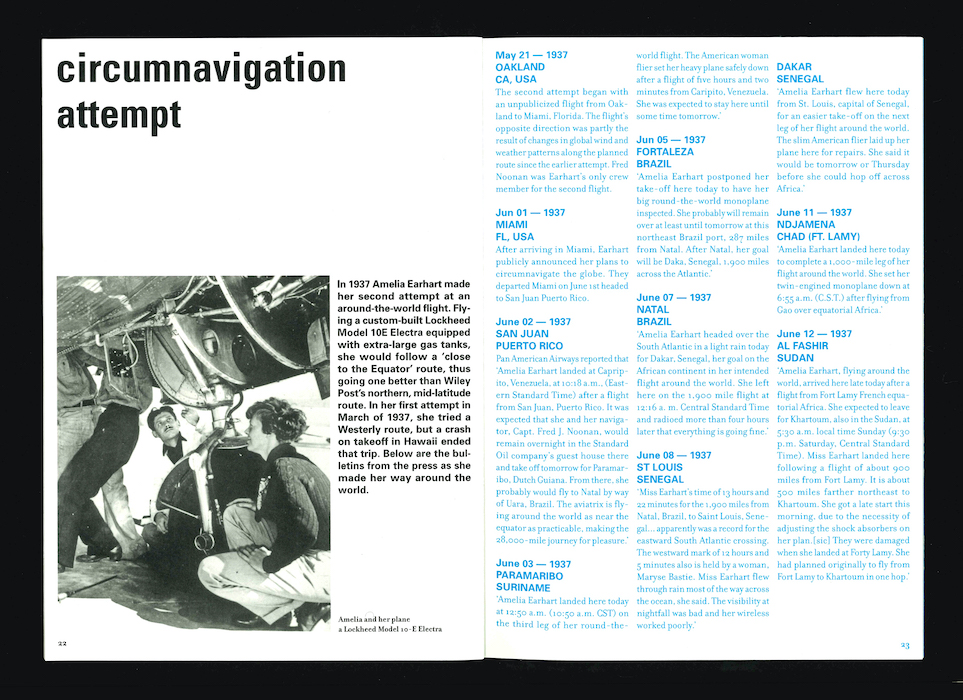 circumnavigation
attempt
In 1937 Amelia Earhart made
her second attempt at an
around-the-world flight. Fly-
ing a custom-built Lockheed
Model 10E Electra equipped
with extra-large gas tanks,
she would follow a ‘close
to the Equator’ route, thus
going one better than Wiley
Post’s northern, mid-latitude
route. In her first attempt in
March of 1937, she tried a
Westerly route, but a crash
on takeoff in Hawaii ended
that trip. Below are the bul-
letins from the press as she
made her way around the
world.
Amelia and her plane
a Lockheed Model 10-E Electra
22
May 21 — 1937
OAKLAND
CA, USA
The second attempt began with
an unpublicized flight from Oak-
land to Miami, Florida. The flight’s
opposite direction was partly the
result of changes in global wind and
weather patterns along the planned
route since the earlier attempt. Fred
Noonan was Earhart’s only crew
member for the second flight.
Jun 01 — 1937
MIAMI
FL, USA
After arriving in Miami, Earhart
publicly announced her plans to
circumnavigate the globe. They
departed Miami on June 1st headed
to San Juan Puerto Rico.
June 02 — 1937
SAN JUAN
PUERTO RICO
Pan American Airways reported that
‘Amelia Earhart landed at Caprip-
ito, Venezuela, at 10:18 a.m., (East-
ern Standard Time) after a flight
from San Juan, Puerto Rico. It was
expected that she and her naviga-
tor, Capt. Fred J. Noonan, would
remain overnight in the Standard
Oil company’s guest house there
and take off tomorrow for Paramar-
ibo, Dutch Guiana. From there, she
probably would fly to Natal by way
of Uara, Brazil. The aviatrix is fly-
ing around the world as near the
equator as practicable, making the
28,000-mile journey for pleasure.’
June 03 — 1937
PARAMARIBO
SURINAME
‘Amelia Earhart landed here today
at 12:50 a.m. (10:50 a.m. CST) on
the third leg of her round-the-
world flight. The American woman
flier set her heavy plane safely down
after a flight of five hours and two
minutes from Caripito, Venezuela.
She was expected to stay here until
some time tomorrow.’
Jun 05 — 1937
FORTALEZA
BRAZIL
‘Amelia Earhart postponed her
take-off here today to have her
big round-the-world monoplane
inspected. She probably will remain
over at least until tomorrow at this
northeast Brazil port, 287 miles
from Natal. After Natal, her goal
will be Daka, Senegal, 1,900 miles
across the Atlantic.’
June 07 — 1937
NATAL
BRAZIL
‘Amelia Earhart headed over the
South Atlantic in a light rain today
for Dakar, Senegal, her goal on the
African continent in her intended
flight around the world. She left
here on the 1,900 mile flight at
12:16 a. m. Central Standard Time
and radioed more than four hours
later that everything is going fine.’
June 08 — 1937
ST LOUIS
SENEGAL
‘Miss Earhart’s time of 13 hours and
22 minutes for the 1,900 miles from
Natal, Brazil, to Saint Louis, Sene-
gal... apparently was a record for the
eastward South Atlantic crossing.
The westward mark of 12 hours and
5 minutes also is held by a woman,
Maryse Bastie. Miss Earhart flew
through rain most of the way across
the ocean, she said. The visibility at
nightfall was bad and her wireless
worked poorly.’
DAKAR
SENEGAL
‘Amelia Earhart flew here today
from St. Louis, capital of Senegal,
for an easier take-off on the next
leg of her flight around the world.
The slim American flier laid up her
plane here for repairs. She said it
would be tomorrow or Thursday
before she could hop off across
Africa.’
June 11 — 1937
NDJAMENA
CHAD (FT. LAMY)
‘Amelia Earhart landed here today
to complete a 1,000-mile leg of her
flight around the world. She set her
twin-engined monoplane down at
6:55 a.m. (C.S.T.) after flying from
Gao over equatorial Africa.’
June 12 — 1937
AL FASHIR
SUDAN
‘Amelia Earhart, flying around the
world, arrived here late today after a
flight from Fort Lamy French equa-
torial Africa. She expected to leave
for Khartoum, also in the Sudan, at
5:30 a.m. local time Sunday (9:30
p.m. Saturday, Central Standard
Time). Miss Earhart landed here
following a flight of about 900
miles from Fort Lamy. It is about
500 miles farther northeast to
Khartoum. She got a late start this
morning, due to the necessity of
adjusting the shock absorbers on
her plan.[sic] They were damaged
when she landed at Forty Lamy. She
had planned originally to fly from
Fort Lamy to Khartoum in one hop.’
23